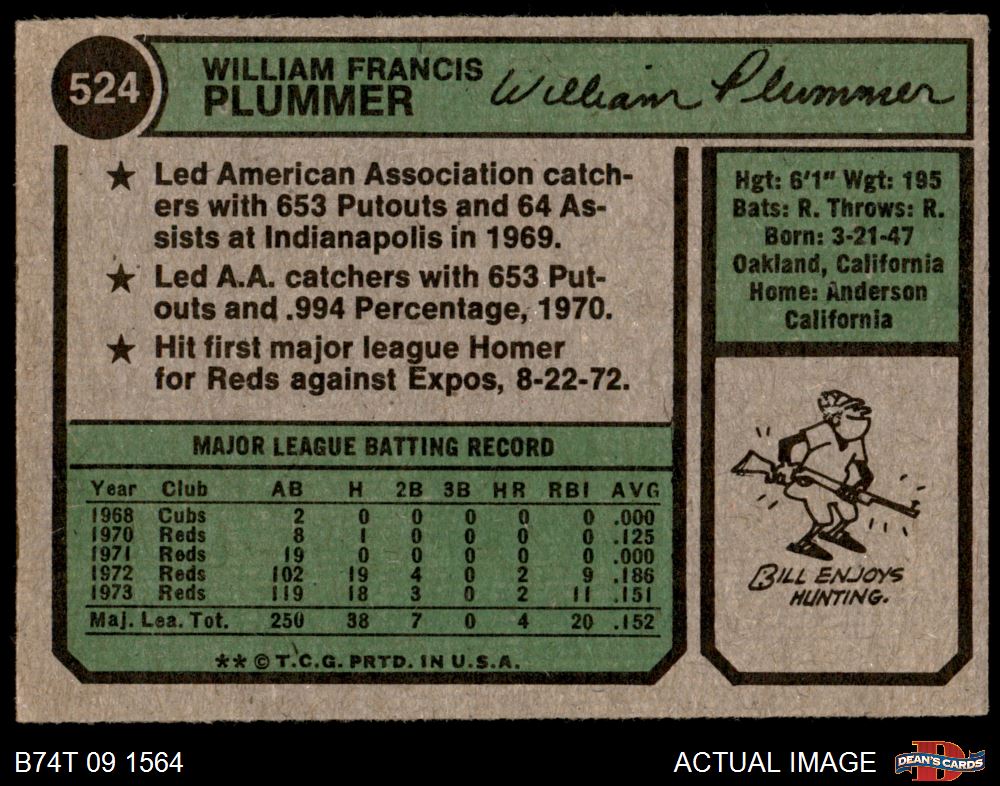 524
WILLIAM FRANCIS
PLUMMER
William Plummer
★ Led American Association catch-
ers with 653 Putouts and 64 As-
sists at Indianapolis in 1969.
★ Led A.A. catchers with 653 Put-
outs and .994 Percentage, 1970.
★ Hit first major league Homer
for Reds against Expos, 8-22-72.
Hgt: 6'1" Wgt: 195
Bats: R. Throws: R.
Born: 3-21-47
Oakland, California
Home: Anderson
California
MAJOR LEAGUE BATTING RECORD
Year Club AB H 2B 3B HR RBI AVG
1968 Cubs 2 0 0 0 0 0 .000
1970 Reds 8 1 0 0 0 0 .125
1971 Reds 19 0 0 0 0 0 .000
1972 Reds 102 19 4 0 2 9 .186
1973 Reds 119 18 3 0 2 11 .151
Maj. Lea. Tot. 250 38 7 0 4 20 .152
** © T.C.G. PRTD. IN U.S.A.
BILL ENJOYS
HUNTING.
B74T 09 1564
ACTUAL IMAGE
D
DEAN'S CARDS